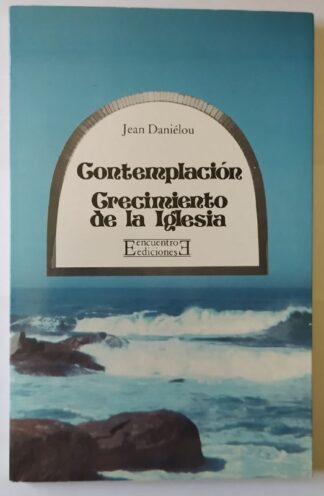 Jean Daniélou
Contemplación
Crecimiento
de la Iglesia
encuentro
ediciones